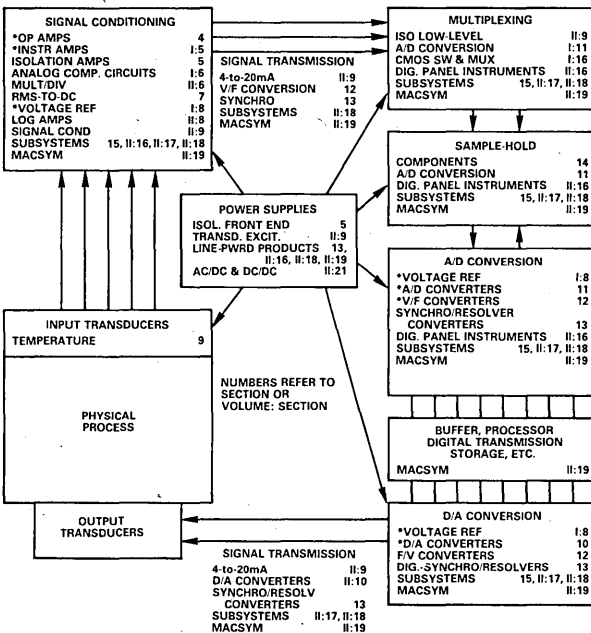 SIGNAL CONDITIONING
*OP AMPS 4
*INSTR AMPS I:5
ISOLATION AMPS 5
ANALOG COMP. CIRCUITS I:6
MULT/DIV II:6
RMS-TO-DC 7
*VOLTAGE REF I:8
LOG AMPS II:8
SIGNAL COND II:9
SUBSYSTEMS 15, II:16, II:17, II:18
MACSYM II:19
SIGNAL TRANSMISSION
4-to-20mA II:9
V/F CONVERSION 12
SYNCHRO 13
SUBSYSTEMS II:18
MACSYM II:19
MULTIPLEXING
ISO LOW-LEVEL II:9
A/D CONVERSION I:11
CMOS SW & MUX I:16
DIG. PANEL INSTRUMENTS II:16
SUBSYSTEMS 15, II:17, II:18
MACSYM II:19
SAMPLE-HOLD
COMPONENTS 14
A/D CONVERSION 11
DIG. PANEL INSTRUMENTS II:16
SUBSYSTEMS 15, II:17, II:18
MACSYM II:19
POWER SUPPLIES
ISOL. FRONT END 5
TRANSD. EXCIT. II:9
LINE-PWRD PRODUCTS 13,
II:16, II:18, II:19
AC/DC & DC/DC II:21
A/D CONVERSION
*VOLTAGE REF I:8
*A/D CONVERTERS 11
*V/F CONVERTERS 12
SYNCHRO/RESOLVER
CONVERTERS 13
DIG. PANEL INSTRUMENTS II:16
SUBSYSTEMS 15, II:17, II:18
MACSYM II:19
INPUT TRANSDUCERS
TEMPERATURE 9
PHYSICAL
PROCESS
NUMBERS REFER TO
SECTION OR
VOLUME: SECTION
BUFFER, PROCESSOR
DIGITAL TRANSMISSION
STORAGE, ETC.
MACSYM II:19
OUTPUT
TRANSDUCERS
D/A CONVERSION
*VOLTAGE REF I:8
*D/A CONVERTERS 10
F/V CONVERTERS 12
DIG.-SYNCHRO/RESOLVERS 13
SUBSYSTEMS 15, II:17, II:18
MACSYM II:19
SIGNAL TRANSMISSION
4-to-20mA II:9
D/A CONVERTERS II:10
SYNCHRO/RESOLV
CONVERTERS 13
SUBSYSTEMS II:17, II:18
MACSYM II:19